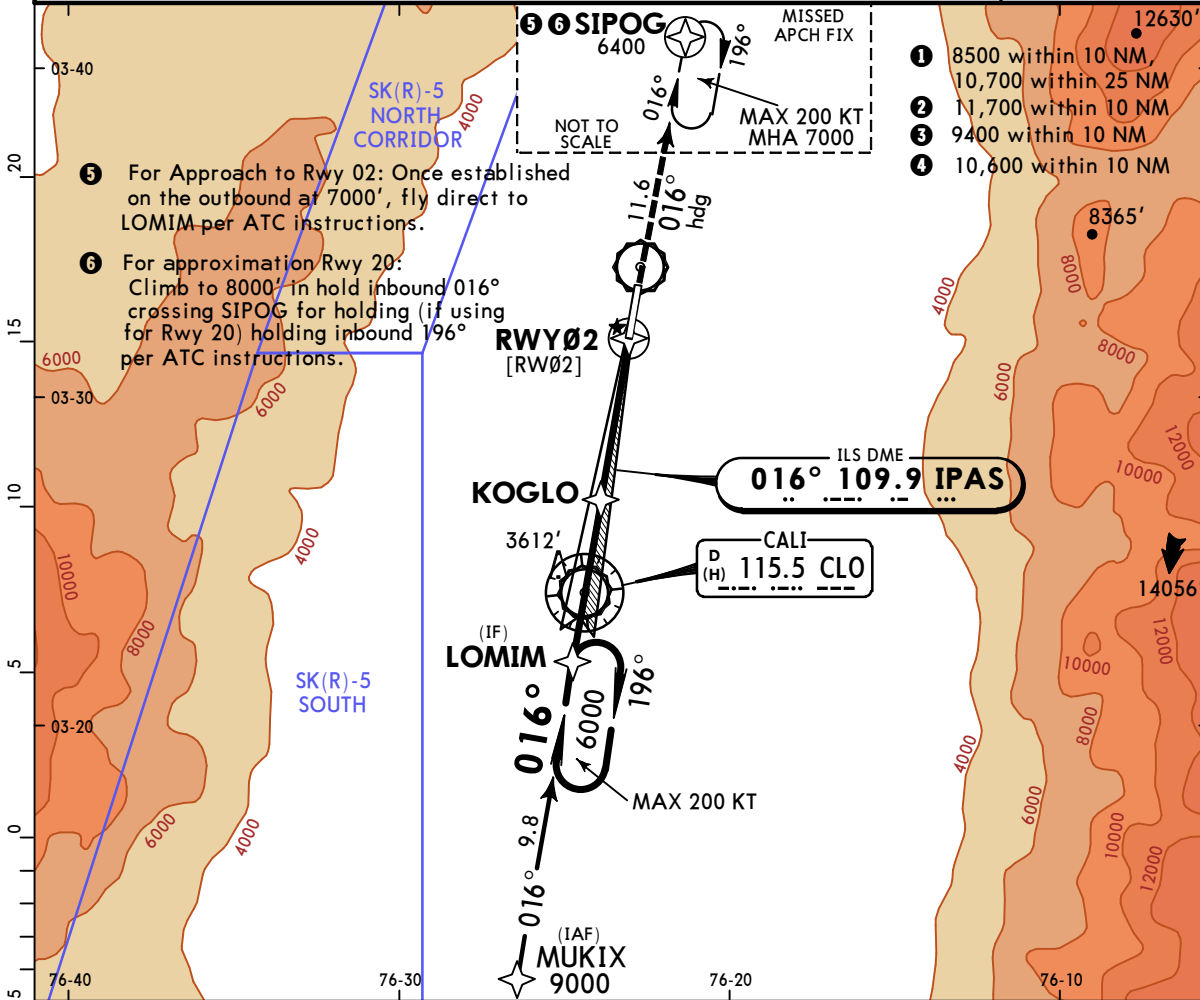 ❺ ❻ SIPOG
6400
MISSED
APCH FIX
016°
196°
MAX 200 KT
MHA 7000
NOT TO
SCALE
12630'
❶ 8500 within 10 NM,
10,700 within 25 NM
❷ 11,700 within 10 NM
❸ 9400 within 10 NM
❹ 10,600 within 10 NM
03-40
SK(R)-5
NORTH
CORRIDOR
4000
20
❺ For Approach to Rwy 02: Once established
on the outbound at 7000', fly direct to
LOMIM per ATC instructions.
❻ For approximation Rwy 20:
Climb to 8000' in hold inbound 016°
crossing SIPOG for holding (if using
for Rwy 20) holding inbound 196°
per ATC instructions.
11.6
016°
hdg
8365'
8000
4000
15
RWYØ2
[RWØ2]
6000
6000
8000
6000
03-30
12000
10000
ILS DME
016° 109.9 IPAS
10
KOGLO
3612'
CALI
D
(H) 115.5 CLO
4000
10000
14056
8000
(IF)
LOMIM
12000
10000
5
SK(R)-5
SOUTH
016°
6000
196°
03-20
8000
4000
MAX 200 KT
0
6000
4000
9.8
6000
10000
12000
016°
(IAF)
MUKIX
9000
5
76-40
76-30
76-20
76-10